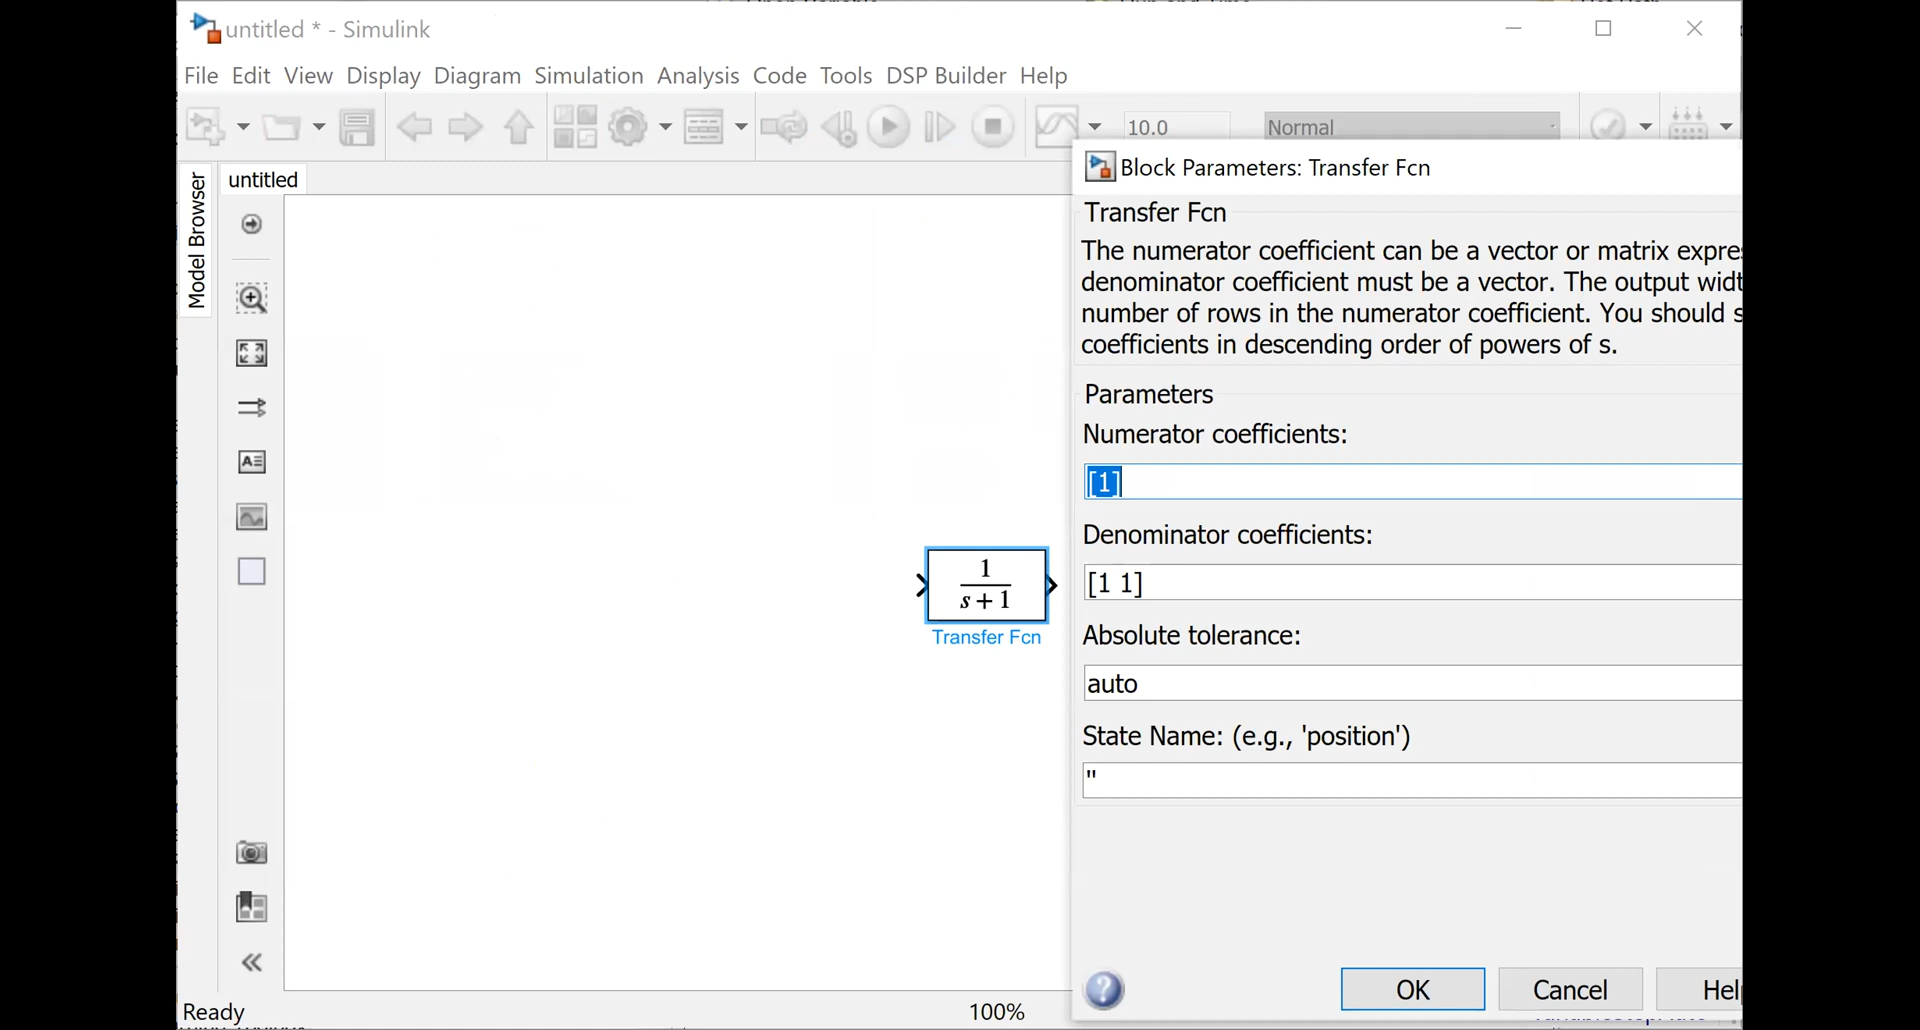 untitled * - Simulink
File Edit View Display Diagram Simulation Analysis Code Tools DSP Builder Help
10.0
Normal
Model Browser
untitled
Block Parameters: Transfer Fcn
Transfer Fcn
The numerator coefficient can be a vector or matrix expre
denominator coefficient must be a vector. The output widt
number of rows in the numerator coefficient. You should s
coefficients in descending order of powers of s.
Parameters
Numerator coefficients:
[1]
Denominator coefficients:
[1 1]
Absolute tolerance:
auto
State Name: (e.g., 'position')
''
1
s + 1
Transfer Fcn
OK Cancel Help
Ready
100%